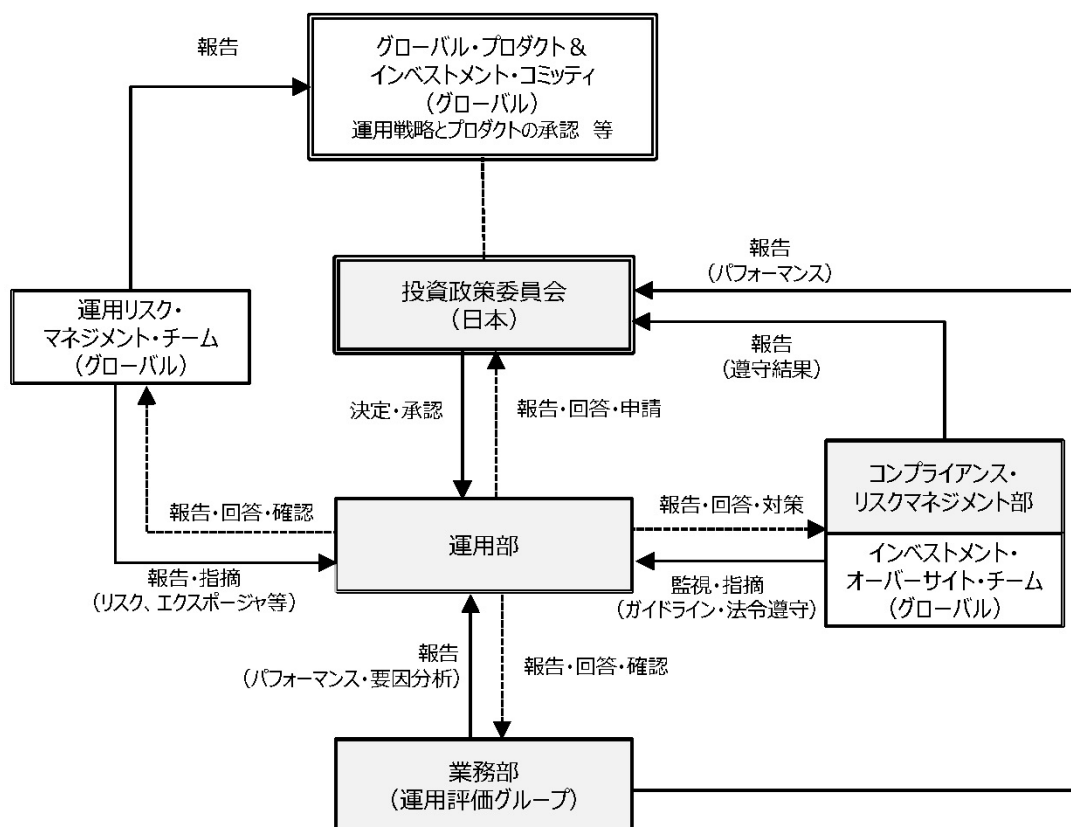 報告
グローバル・プロダクト＆
インベストメント・コミッティ
（グローバル）
運用戦略とプロダクトの承認　等
報告
（パフォーマンス）
投資政策委員会
（日本）
運用リスク・
マネジメント・チーム
（グローバル）
報告
（遵守結果）
決定・承認
報告・回答・申請
コンプライアンス・
リスクマネジメント部
報告・回答・確認
運用部
報告・回答・対策
インベストメント・
オーバーサイト・チーム
（グローバル）
報告・指摘
（リスク、エクスポージャ等）
監視・指摘
（ガイドライン・法令遵守）
報告
（パフォーマンス・要因分析）
報告・回答・確認
業務部
（運用評価グループ）